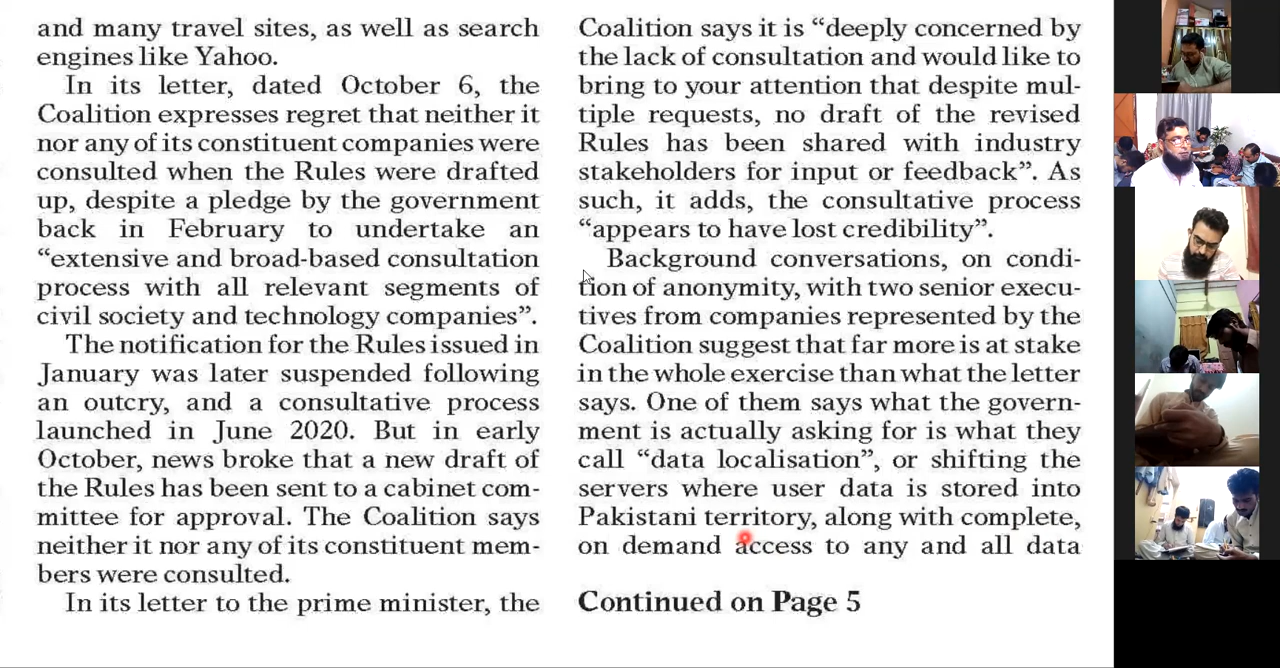 and many travel sites, as well as search
engines like Yahoo.
In its letter, dated October 6, the
Coalition expresses regret that neither it
nor any of its constituent companies were
consulted when the Rules were drafted
up, despite a pledge by the government
back in February to undertake an
“extensive and broad-based consultation
process with all relevant segments of
civil society and technology companies”.
The notification for the Rules issued in
January was later suspended following
an outcry, and a consultative process
launched in June 2020. But in early
October, news broke that a new draft of
the Rules has been sent to a cabinet com-
mittee for approval. The Coalition says
neither it nor any of its constituent mem-
bers were consulted.
In its letter to the prime minister, the
Coalition says it is “deeply concerned by
the lack of consultation and would like to
bring to your attention that despite mul-
tiple requests, no draft of the revised
Rules has been shared with industry
stakeholders for input or feedback”. As
such, it adds, the consultative process
“appears to have lost credibility”.
Background conversations, on condi-
tion of anonymity, with two senior execu-
tives from companies represented by the
Coalition suggest that far more is at stake
in the whole exercise than what the letter
says. One of them says what the govern-
ment is actually asking for is what they
call “data localisation”, or shifting the
servers where user data is stored into
Pakistani territory, along with complete,
on demand access to any and all data
Continued on Page 5